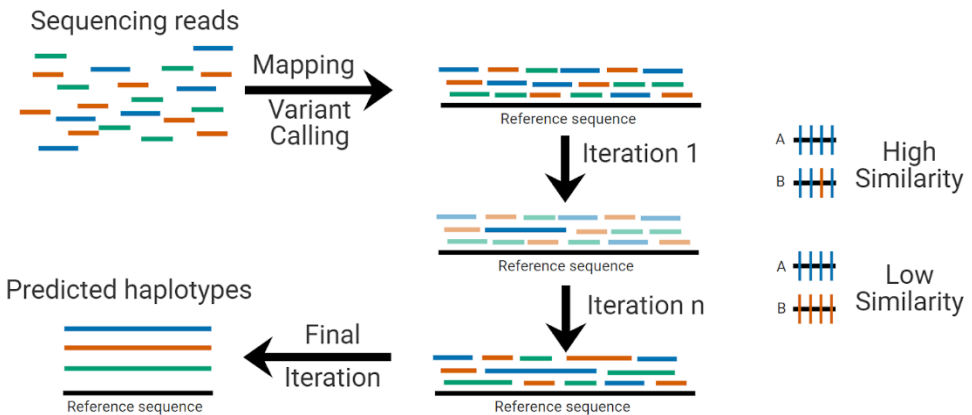 Sequencing reads
Mapping
Variant
Calling
Reference sequence
Iteration 1
Reference sequence
Iteration n
Reference sequence
Final
Iteration
Predicted haplotypes
Reference sequence
A
B
High
Similarity
A
B
Low
Similarity